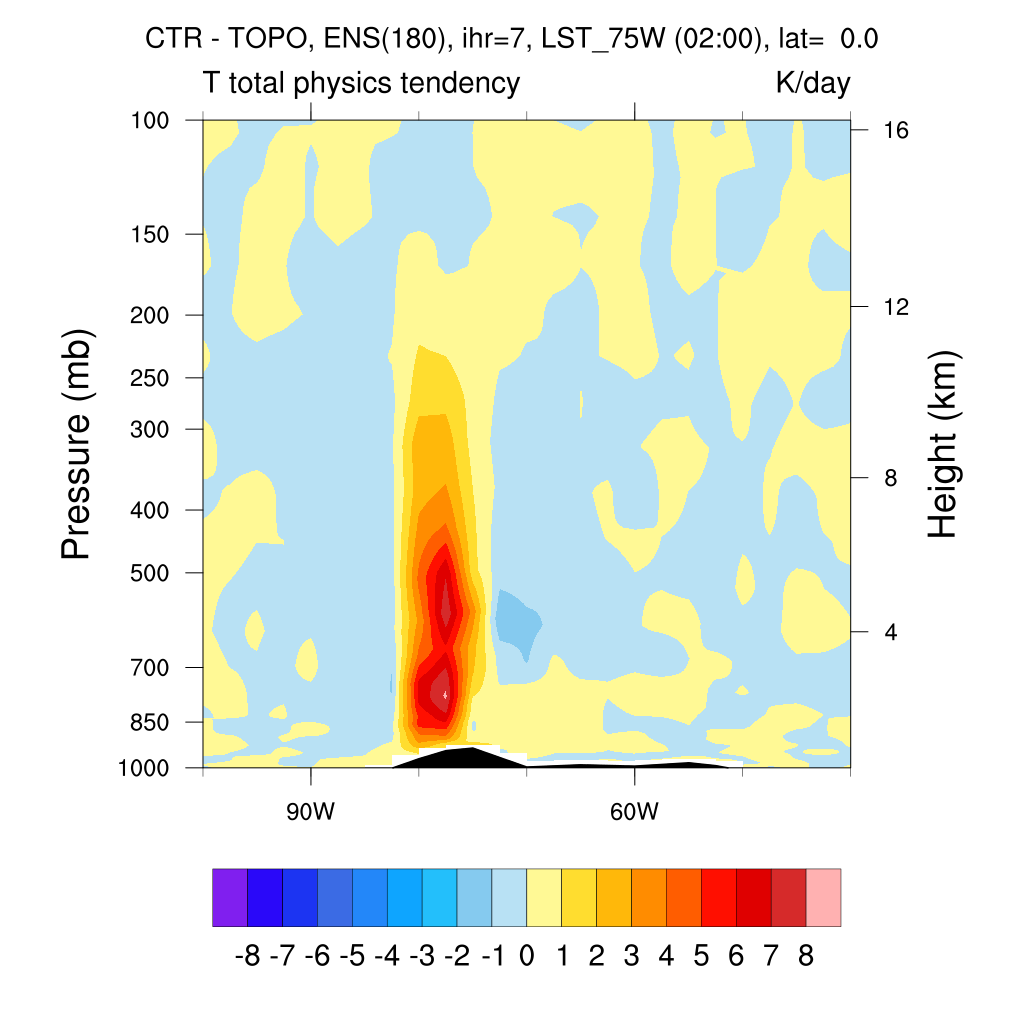 CTR - TOPO, ENS(180), ihr=7, LST_75W (02:00), lat=  0.0
T total physics tendency K/day
100
150
200
250
300
400
500
700
850
1000
Pressure (mb)
16
12
8
4
Height (km)
90W 60W
-8 -7 -6 -5 -4 -3 -2 -1 0 1 2 3 4 5 6 7 8